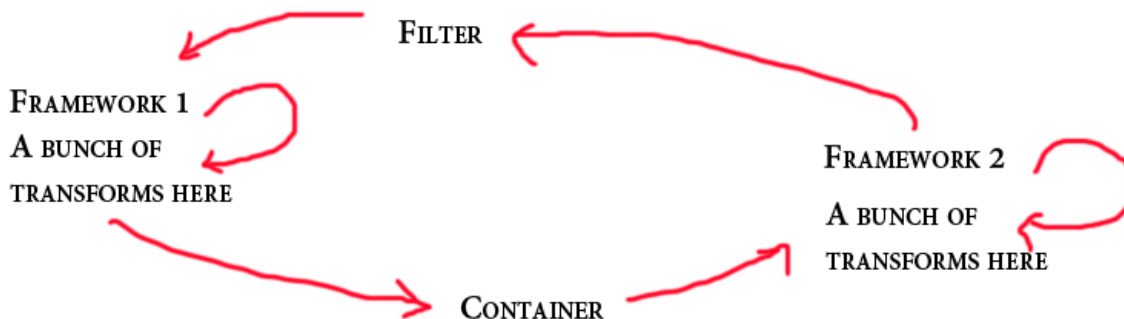 Filter
Framework 1
A bunch of
transforms here
Framework 2
A bunch of
transforms here
Container